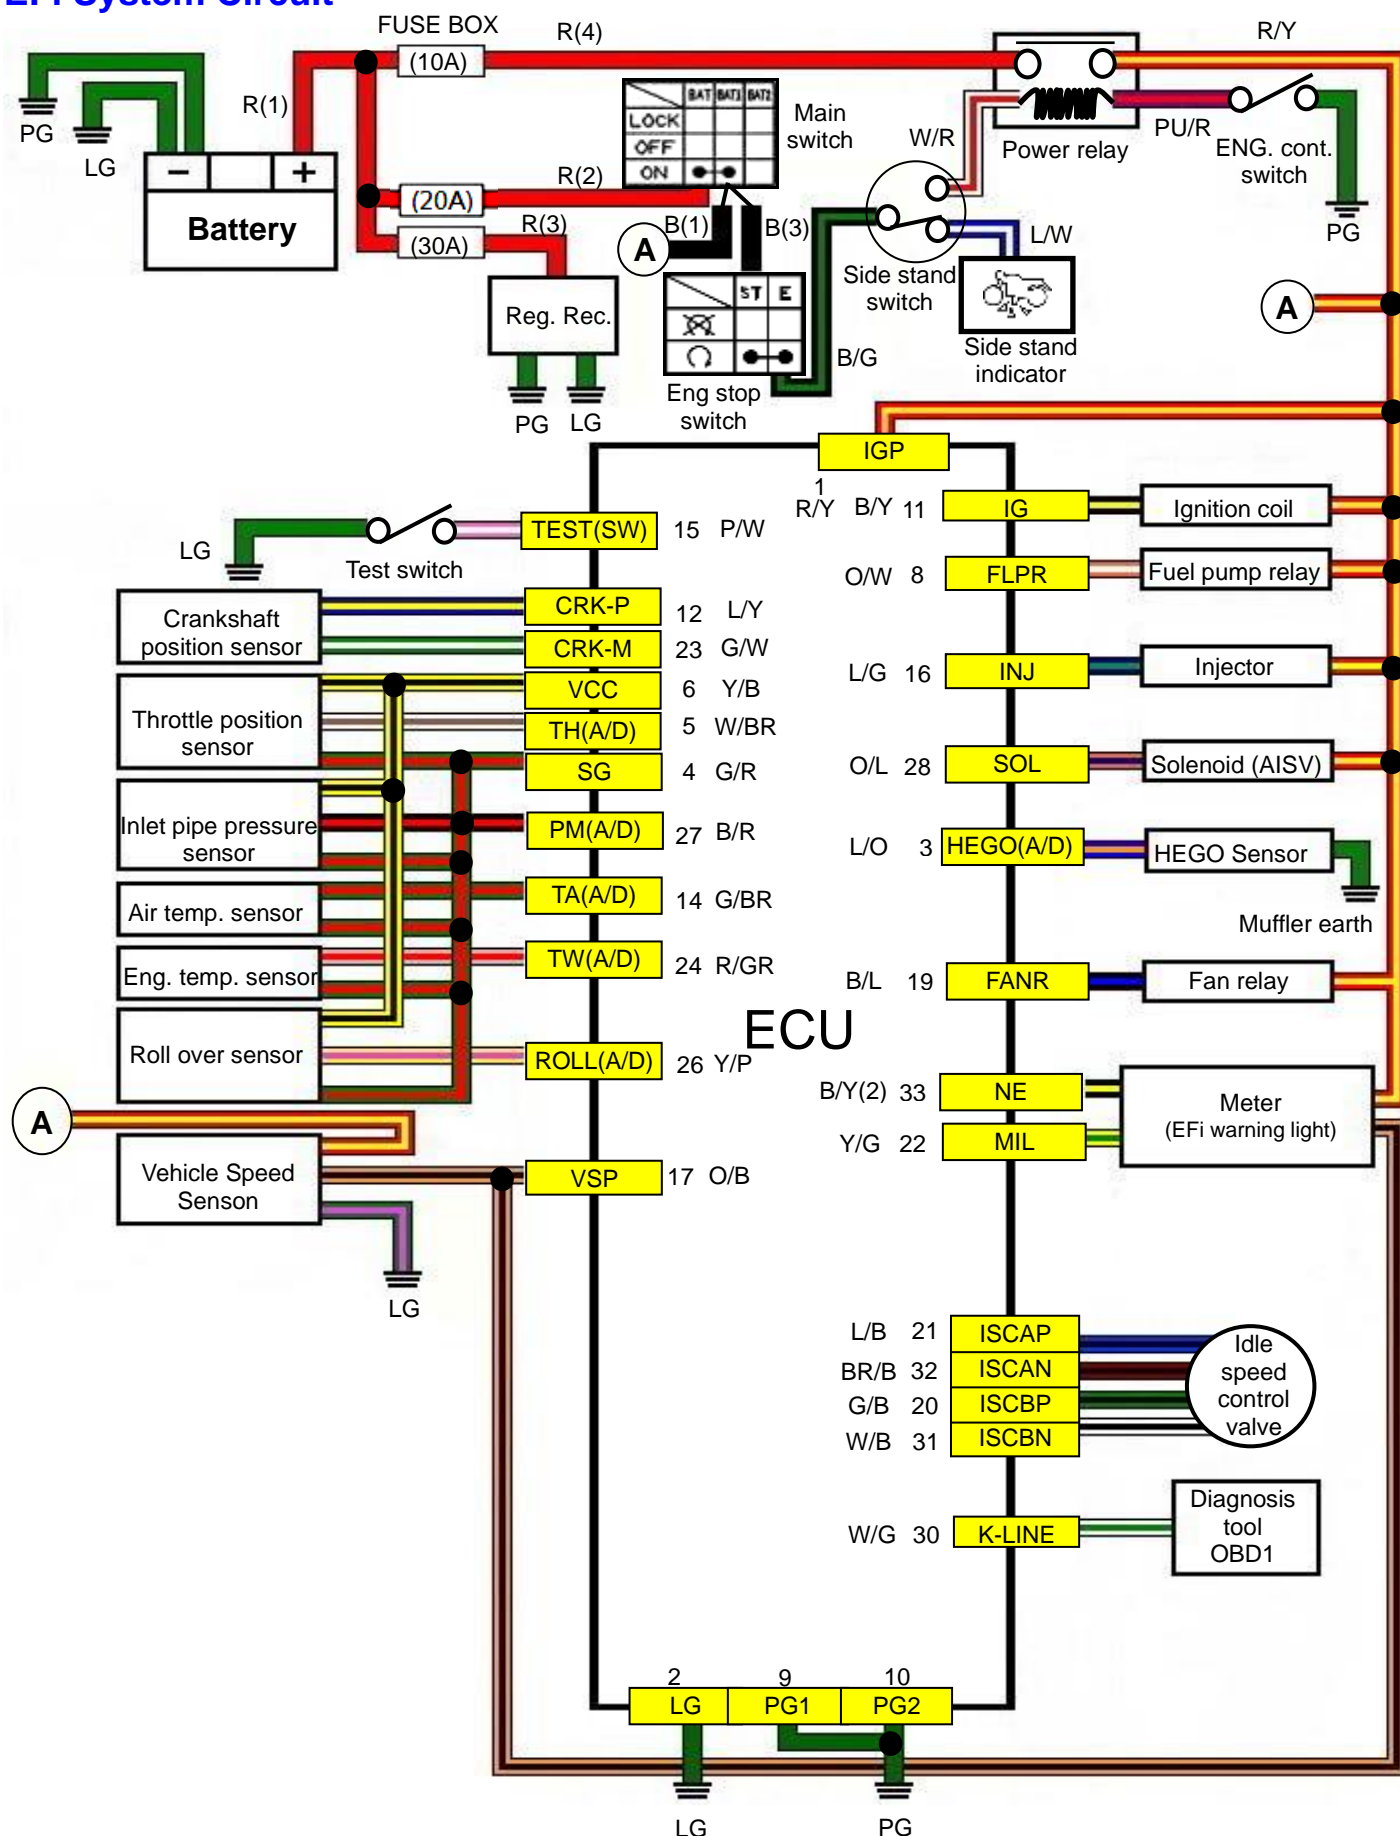 EFi System Circuit
FUSE BOX
R(4)
R/Y
(10A)
R(1)
PG
LG
− +
Battery
BAT BAT1 BAT2
LOCK
OFF
ON
Main
switch
W/R
Power relay
PU/R
ENG. cont.
switch
PG
(20A)
R(2)
(30A)
R(3)
A
B(1)
B(3)
L/W
Side stand
switch
A
Reg. Rec.
ST E
Side stand
indicator
B/G
Eng stop
switch
PG LG
IGP
1
R/Y
B/Y 11 IG Ignition coil
LG
Test switch
TEST(SW) 15 P/W
O/W 8 FLPR Fuel pump relay
Crankshaft
position sensor
CRK-P 12 L/Y
CRK-M 23 G/W
L/G 16 INJ Injector
Throttle position
sensor
VCC 6 Y/B
TH(A/D) 5 W/BR
SG 4 G/R
O/L 28 SOL Solenoid (AISV)
Inlet pipe pressure
sensor
PM(A/D) 27 B/R
L/O 3 HEGO(A/D) HEGO Sensor
Muffler earth
Air temp. sensor
TA(A/D) 14 G/BR
Eng. temp. sensor
TW(A/D) 24 R/GR
B/L 19 FANR Fan relay
ECU
Roll over sensor
ROLL(A/D) 26 Y/P
B/Y(2) 33 NE
Y/G 22 MIL
Meter
(EFi warning light)
A
Vehicle Speed
Senson
VSP 17 O/B
LG
L/B 21 ISCAP
BR/B 32 ISCAN
G/B 20 ISCBP
W/B 31 ISCBN
Idle
speed
control
valve
W/G 30 K-LINE
Diagnosis
tool
OBD1
2 9 10
LG PG1 PG2
LG PG